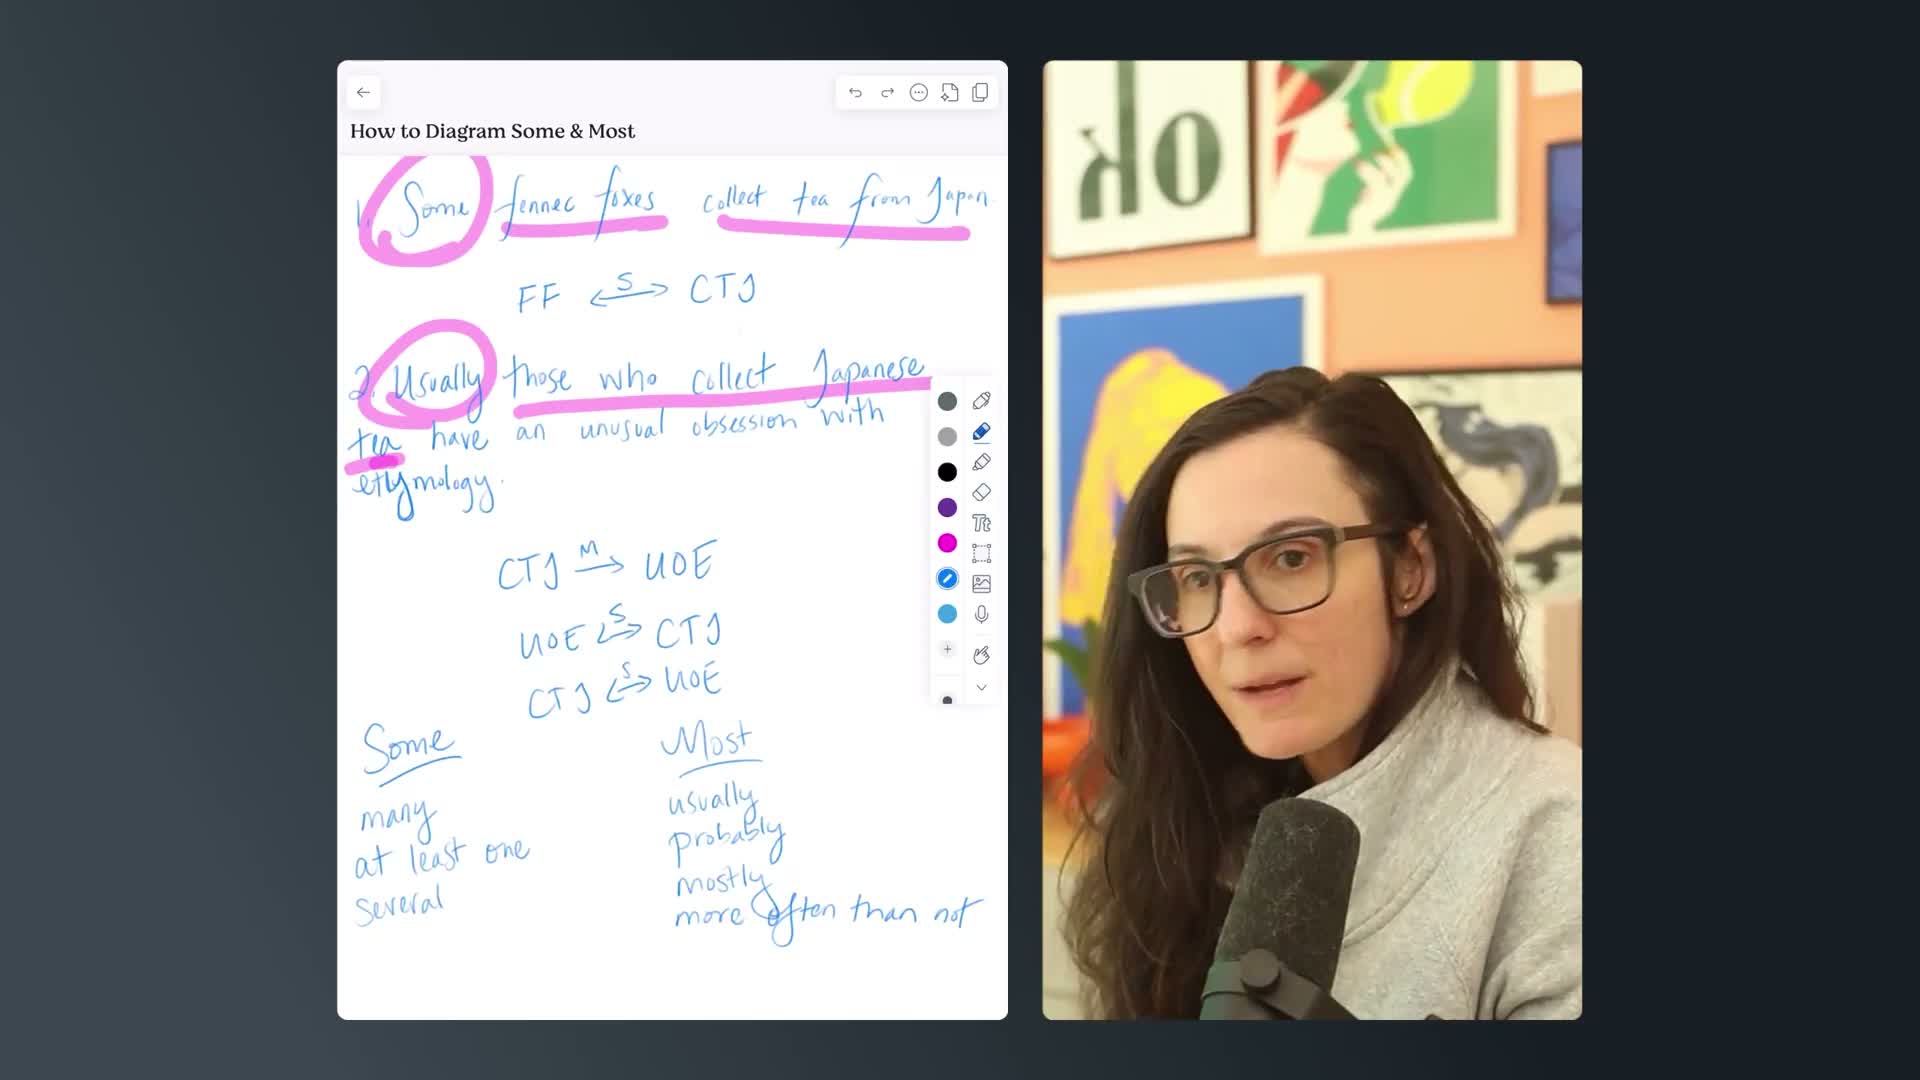 How to Diagram Some & Most
1. Some fennec foxes collect tea from Japan.
FF S CTJ
2. Usually those who collect Japanese
tea have an unusual obsession with
etymology.
CTJ M UOE
UOE S CTJ
CTJ S UOE
Some
many
at least one
several
Most
usually
probably
mostly
more often than not
Tt
ok